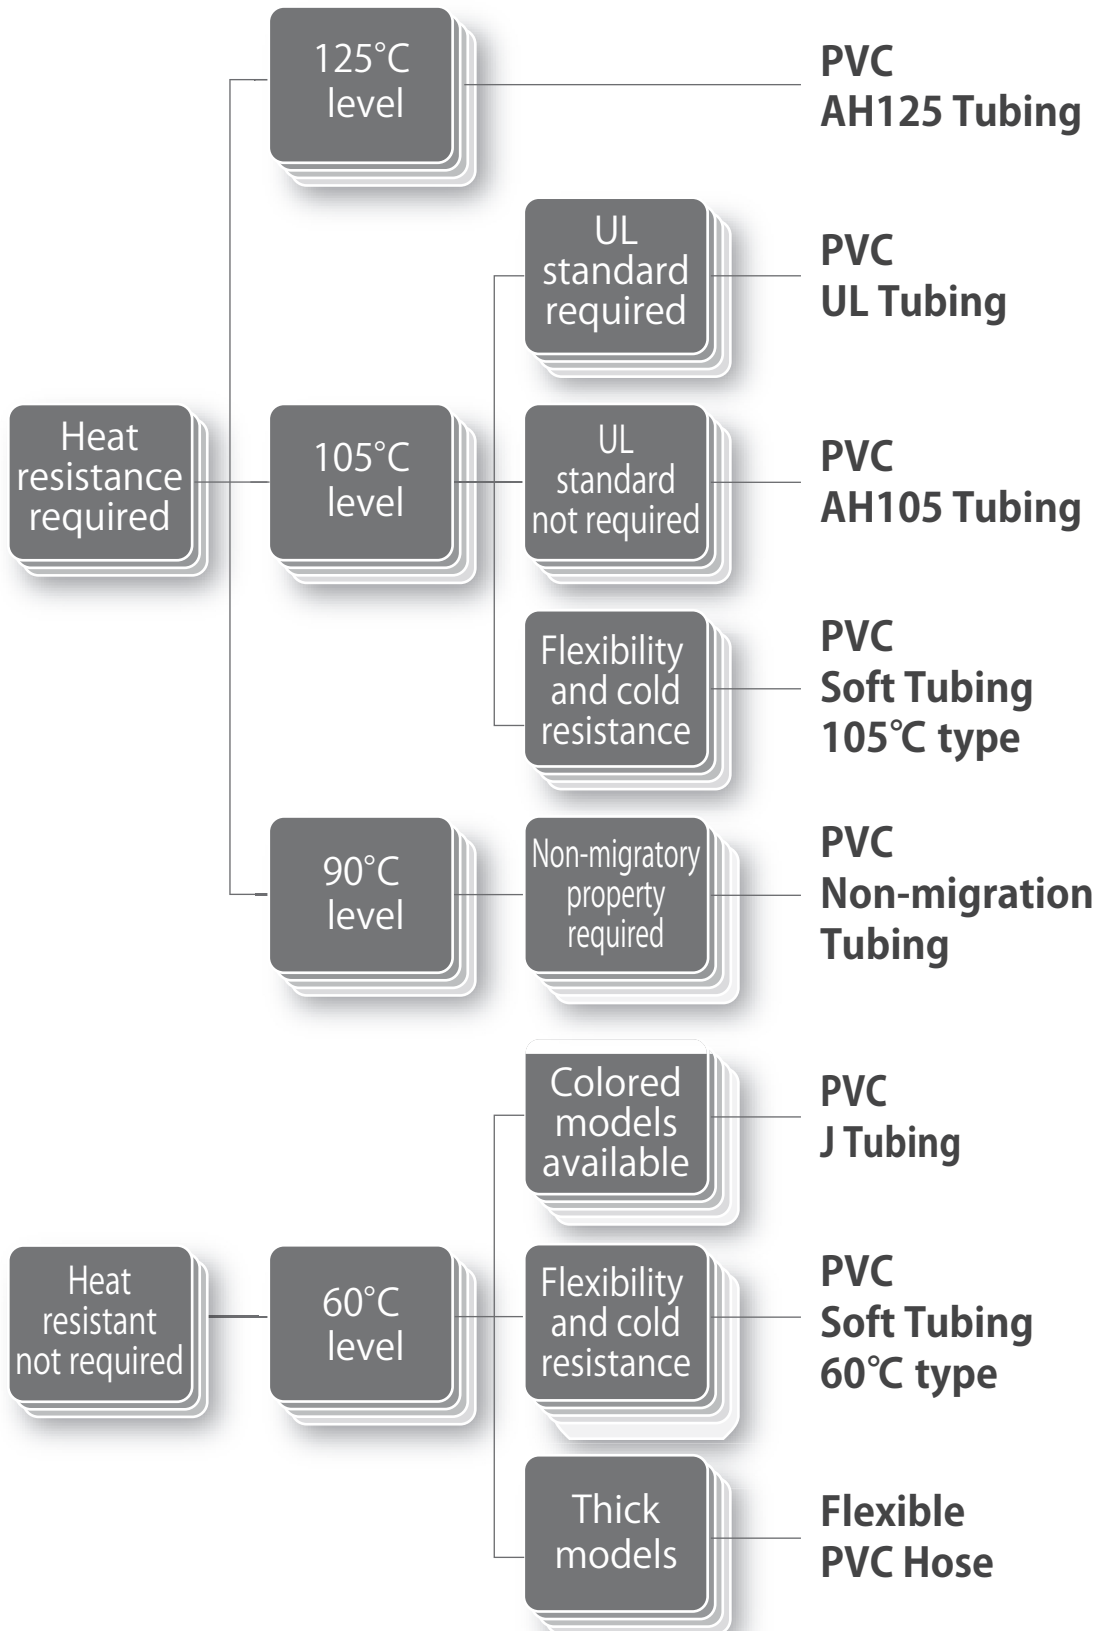 125°C
level
PVC
AH125 Tubing
UL
standard
required
PVC
UL Tubing
Heat
resistance
required
105°C
level
UL
standard
not required
PVC
AH105 Tubing
Flexibility
and cold
resistance
PVC
Soft Tubing
105℃ type
90°C
level
Non-migratory
property
required
PVC
Non-migration
Tubing
Colored
models
available
PVC
J Tubing
Heat
resistant
not required
60°C
level
Flexibility
and cold
resistance
PVC
Soft Tubing
60℃ type
Thick
models
Flexible
PVC Hose